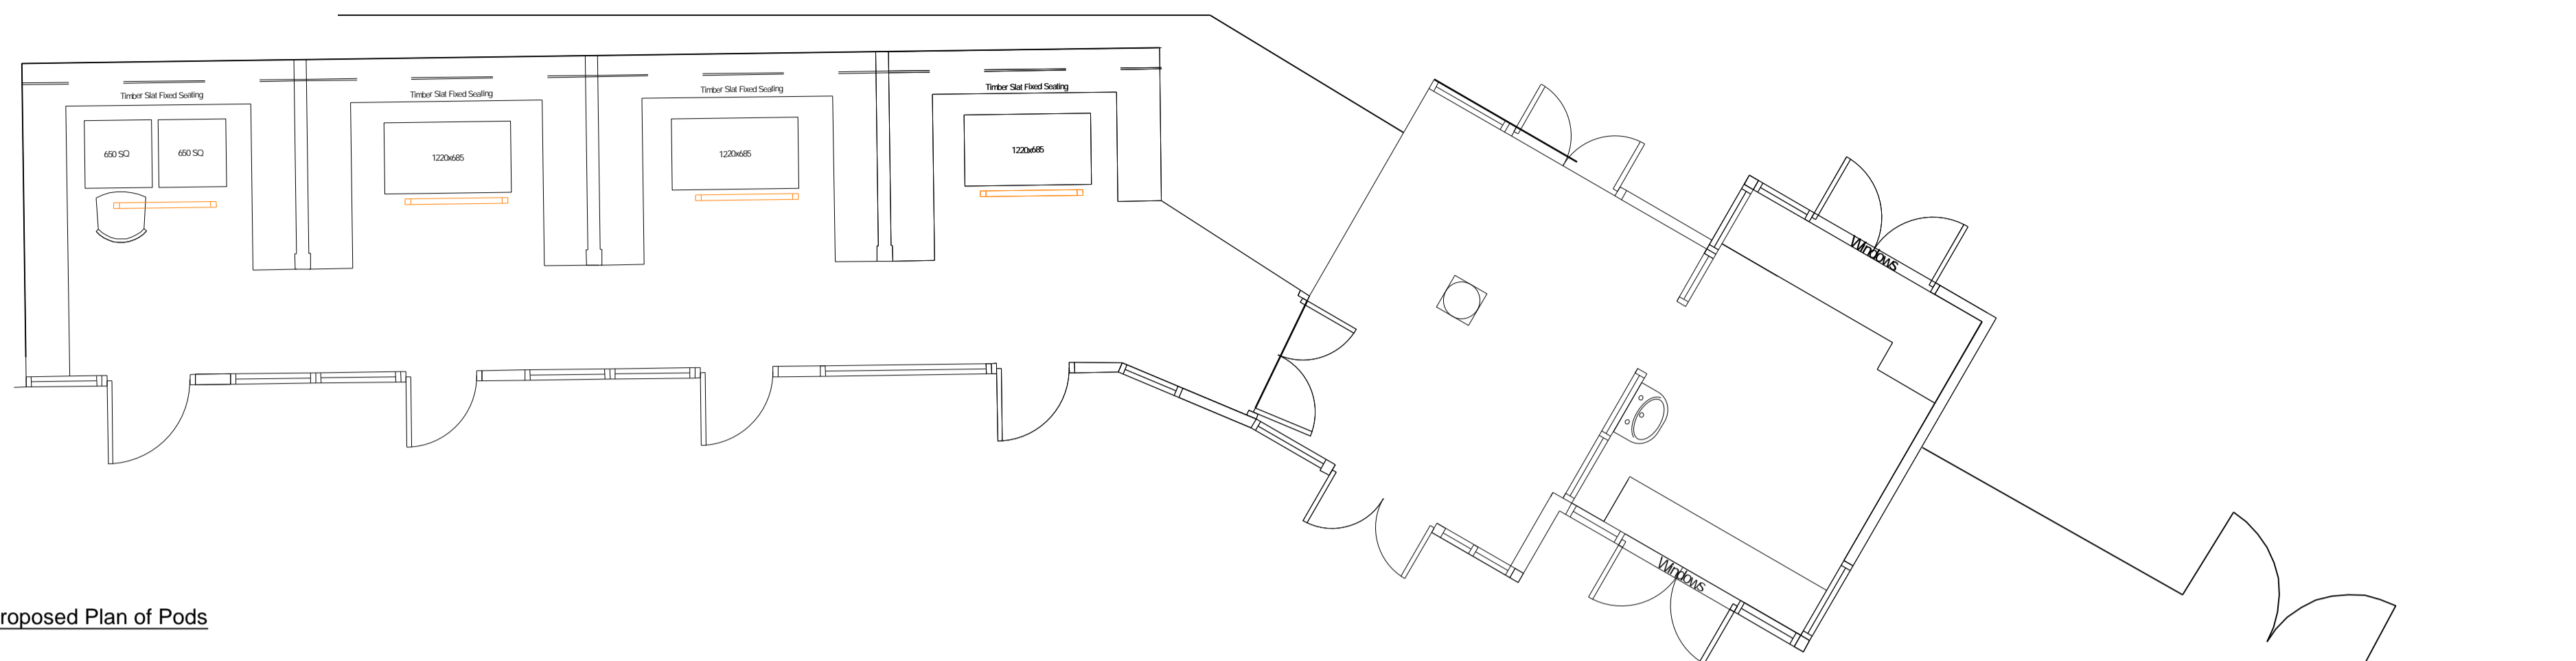 Timber Slat Fixed Seating
Timber Slat Fixed Seating
Timber Slat Fixed Seating
Timber Slat Fixed Seating
650 SQ
650 SQ
1220x685
1220x685
1220x685
Windows
Windows
roposed Plan of Pods